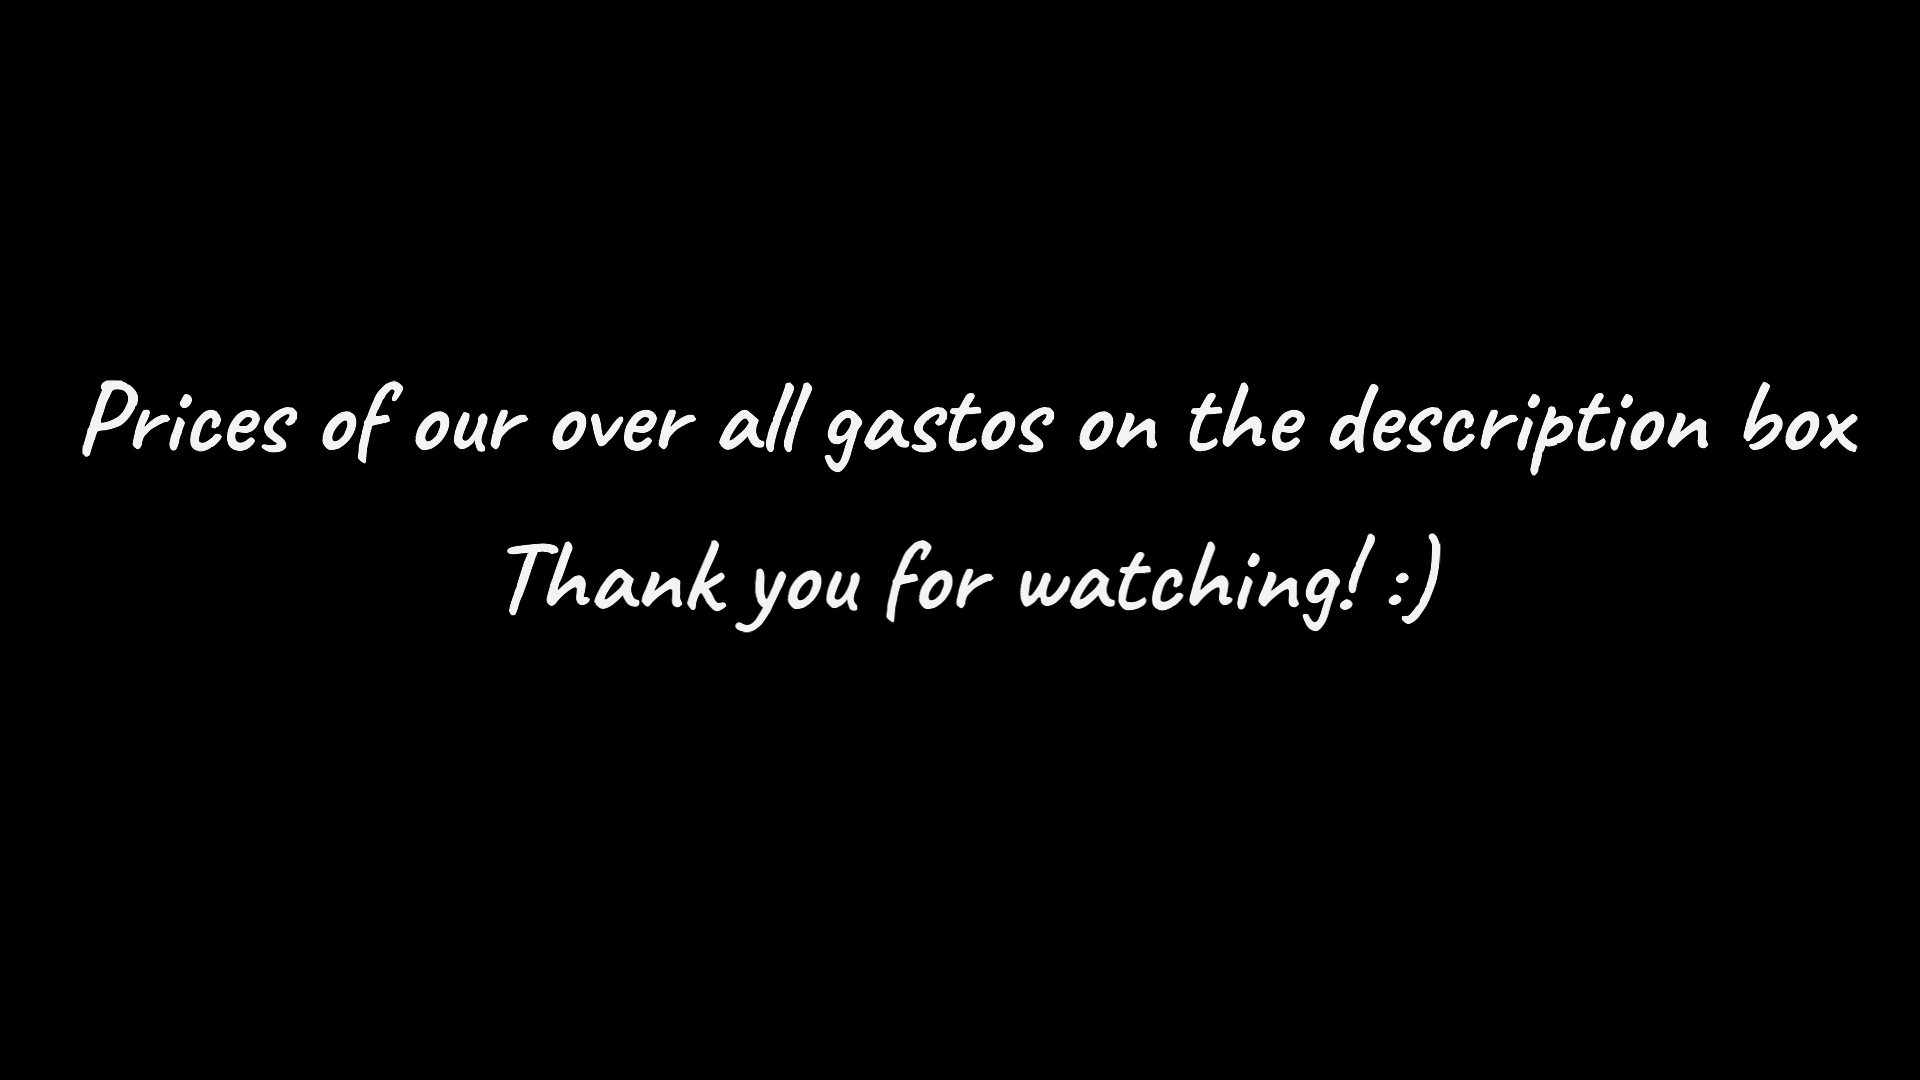 Prices of our over all gastos on the description box
Thank you for watching! :)